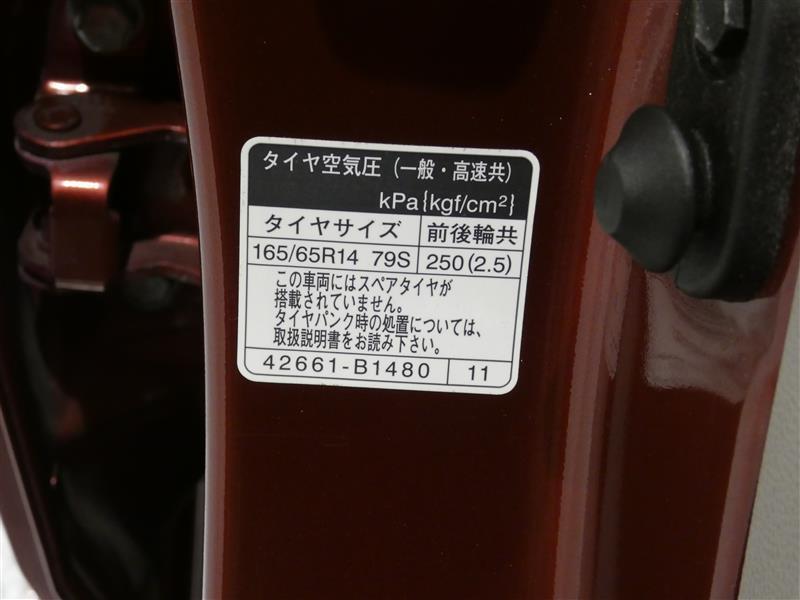 タイヤ空気圧（一般・高速共）
kPa{kgf/cm²}
タイヤサイズ 前後輪共
165/65R14 79S 250(2.5)
この車両にはスペアタイヤが
搭載されていません。
タイヤパンク時の処置については、
取扱説明書をお読み下さい。
42661-B1480 11